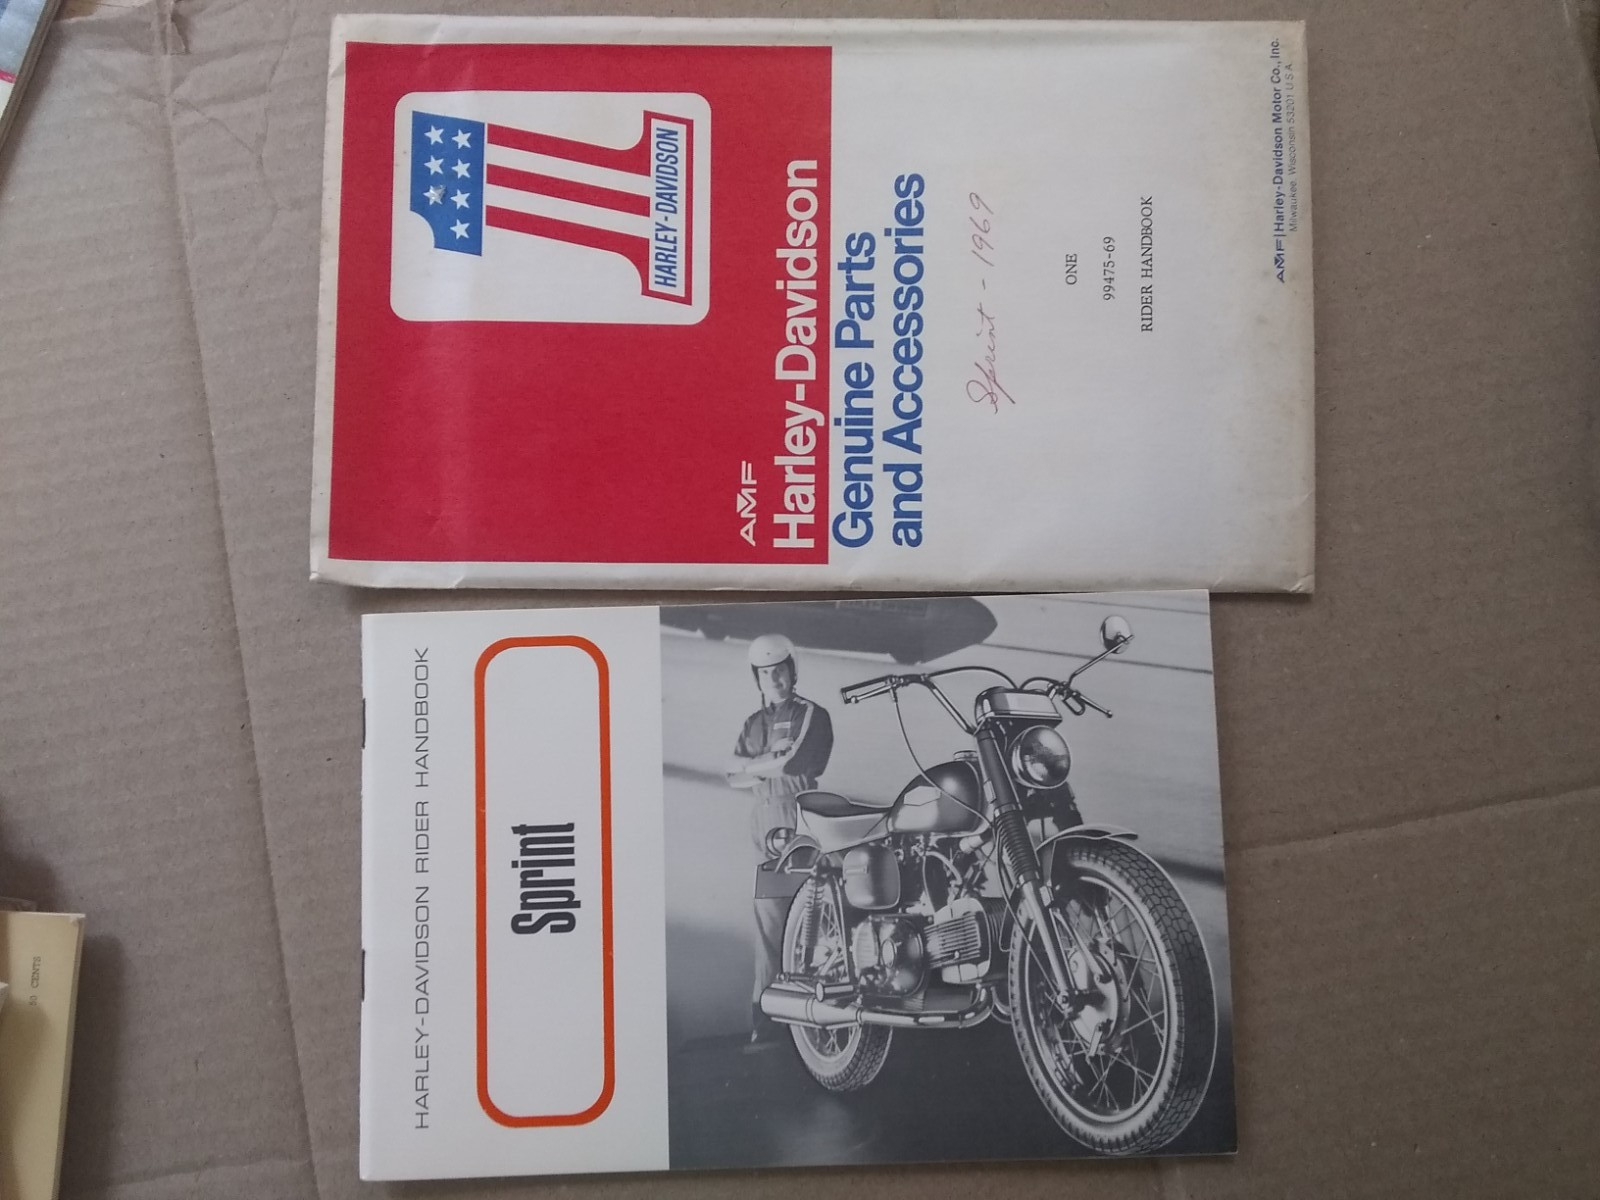 HARLEY-DAVIDSON
AMF
Harley-Davidson
Genuine Parts
and Accessories
Sprint - 1969
ONE
99475-69
RIDER HANDBOOK
AMF | Harley-Davidson Motor Co., Inc.
Milwaukee, Wisconsin 53201 U S A
HARLEY-DAVIDSON RIDER HANDBOOK
Sprint
50 CENTS